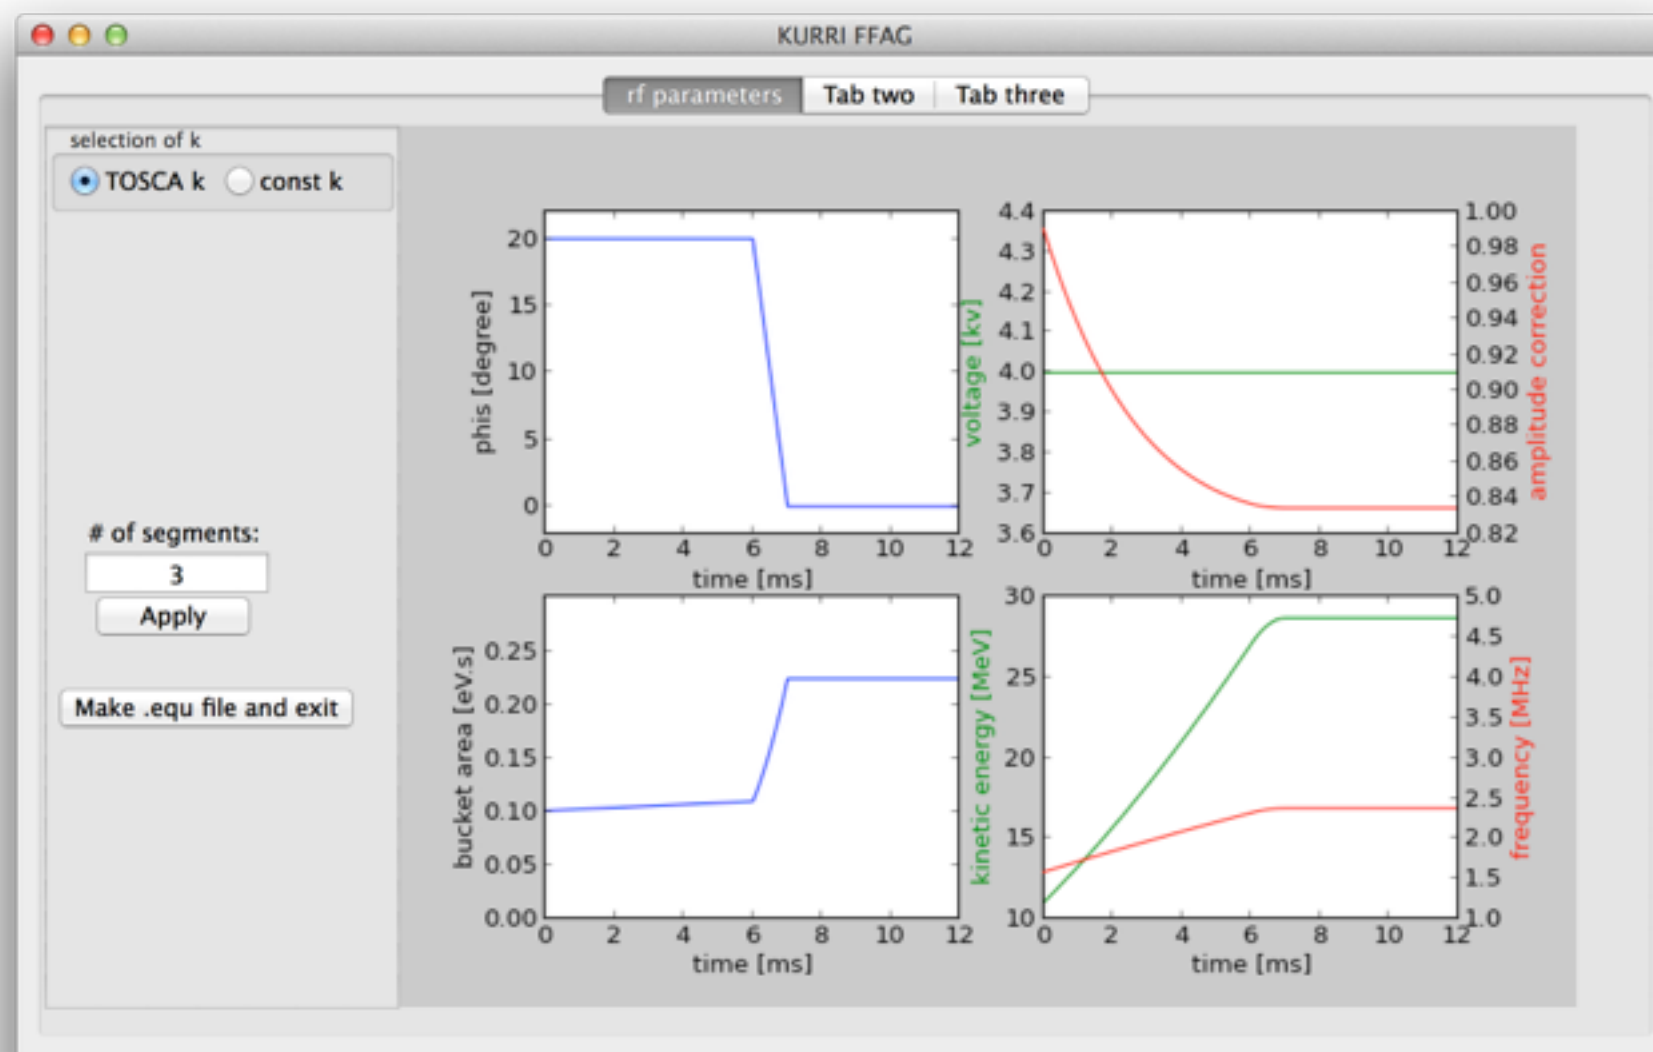 KURRI FFAG
rf parameters Tab two Tab three
selection of k
TOSCA k const k
# of segments:
3
Apply
Make .equ file and exit
phis [degree]
20
15
10
5
0
0 2 4 6 8 10 12
time [ms]
voltage [kv]
4.4
4.3
4.2
4.1
4.0
3.9
3.8
3.7
3.6
1.00
0.98
0.96
0.94
0.92
0.90
0.88
0.86
0.84
0.82
amplitude correction
0 2 4 6 8 10 12
time [ms]
bucket area [eV.s]
0.25
0.20
0.15
0.10
0.05
0.00
0 2 4 6 8 10 12
time [ms]
kinetic energy [MeV]
30
25
20
15
10
5.0
4.5
4.0
3.5
3.0
2.5
2.0
1.5
1.0
frequency [MHz]
0 2 4 6 8 10 12
time [ms]